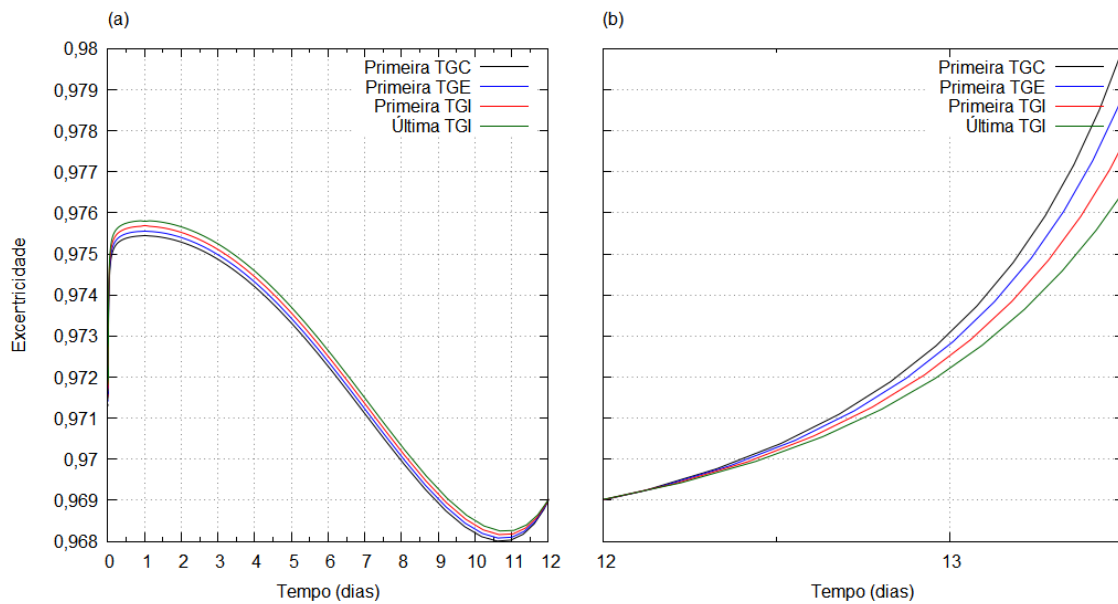 (a)
(b)
0,98
0,979
0,978
0,977
0,976
0,975
0,974
0,973
0,972
0,971
0,97
0,969
0,968
Excertricidade
Primeira TGC
Primeira TGE
Primeira TGI
Última TGI
0 1 2 3 4 5 6 7 8 9 10 11 12
Tempo (dias)
Primeira TGC
Primeira TGE
Primeira TGI
Última TGI
12 13
Tempo (dias)